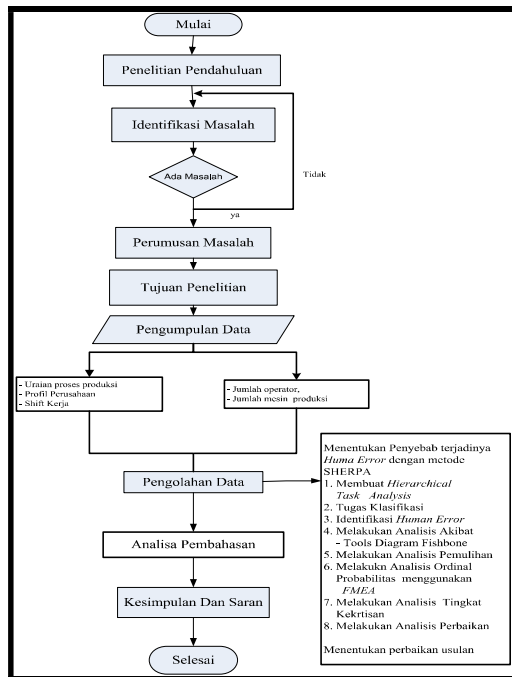 Mulai
Penelitian Pendahuluan
Identifikasi Masalah
Ada Masalah
Tidak
ya
Perumusan Masalah
Tujuan Penelitian
Pengumpulan Data
- Uraian proses produksi
- Profil Perusahaan
- Shift Kerja
- Jumlah operator,
- Jumlah mesin produksi
Pengolahan Data
Menentukan Penyebab terjadinya
Huma Error dengan metode
SHERPA
1. Membuat Hierarchical
Task Analysis
2. Tugas Klasifikasi
3. Identifikasi Human Error
4. Melakukan Analisis Akibat
- Tools Diagram Fishbone
5. Melakukan Analisis Pemulihan
6. Melakukn Analisis Ordinal
Probabilitas menggunakan
FMEA
7. Melakukan Analisis Tingkat
Kekrtisan
8. Melakukan Analisis Perbaikan
Menentukan perbaikan usulan
Analisa Pembahasan
Kesimpulan Dan Saran
Selesai